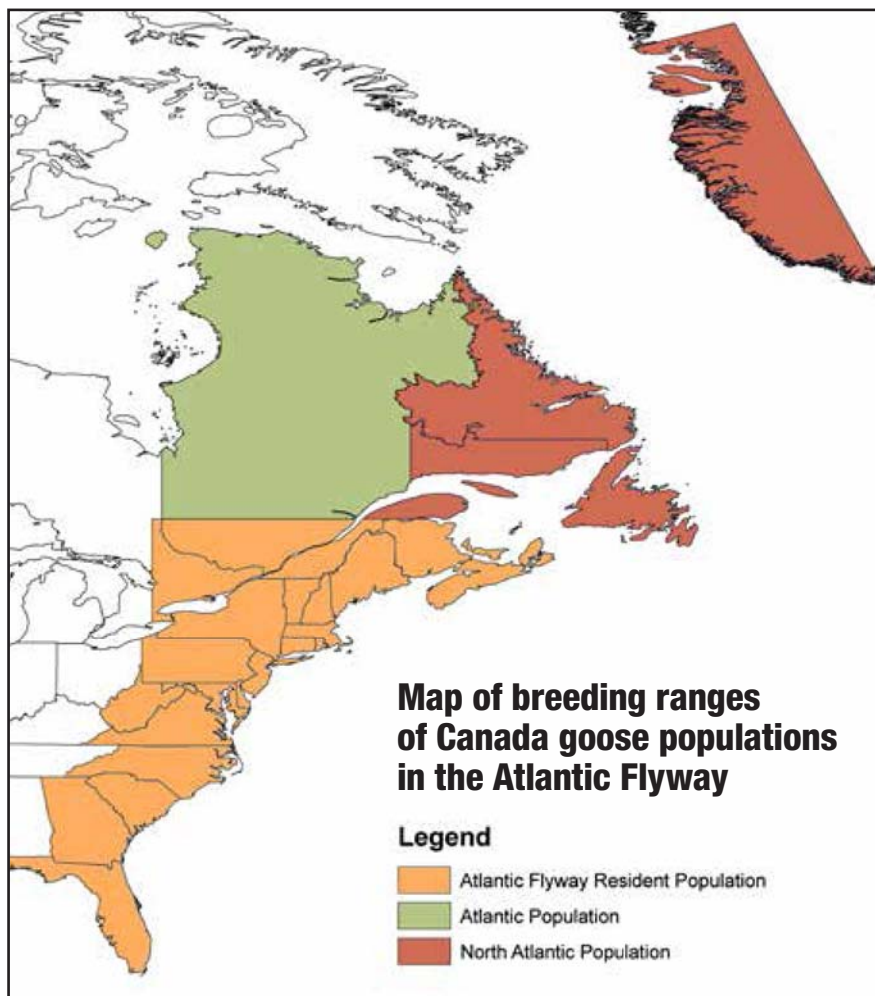 Map of breeding ranges
of Canada goose populations
in the Atlantic Flyway
Legend
Atlantic Flyway Resident Population
Atlantic Population
North Atlantic Population